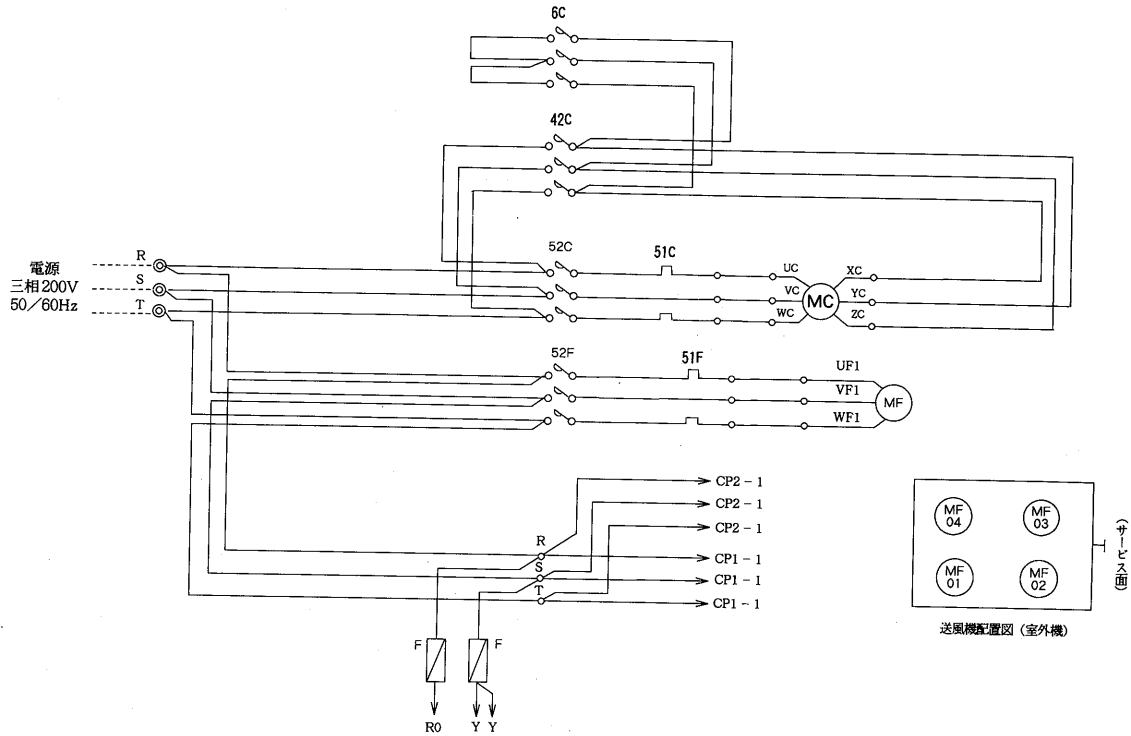 6C
42C
電源
三相200V
50/60Hz
R
S
T
52C
51C
UC
VC
WC
MC
XC
YC
ZC
52F
51F
UF1
VF1
WF1
MF
CP2-1
CP2-1
CP2-1
R
S
T
CP1-1
CP1-1
CP1-1
F
F
R0
Y
Y
MF
04
MF
03
MF
01
MF
02
(サービス面)
送風機配置図 (室外機)